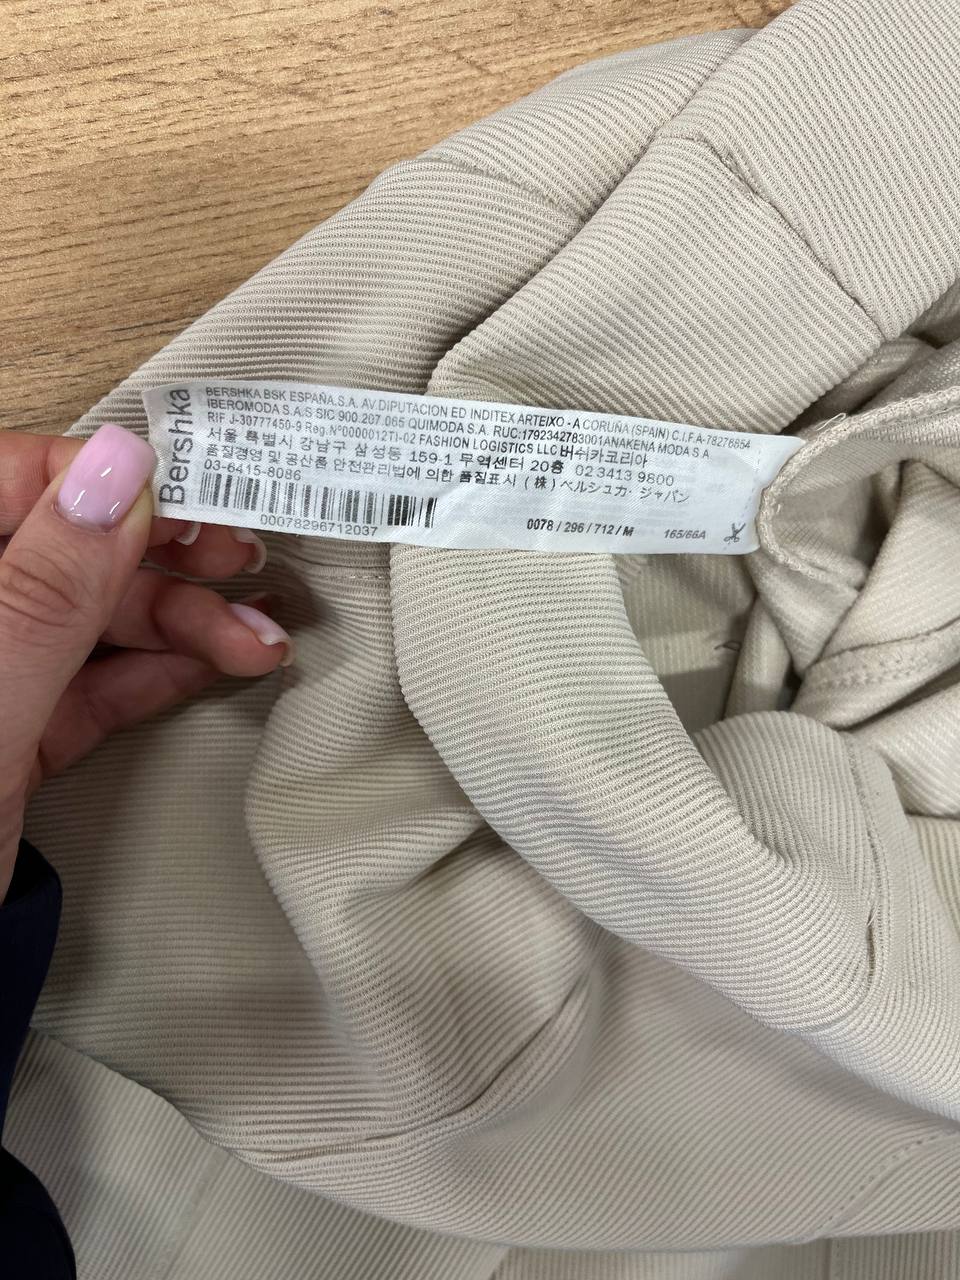 Bershka
BERSHKA BSK ESPAÑA.S.A. AV.DIPUTACION ED INDITEX ARTEIXO - A CORUÑA (SPAIN) C.I.F.A-78276854
IBEROMODA S.A.S SIC 900.207.065 QUIMODA S.A. RUC:1792342783001ANAKENA MODA S.A
RIF J-30777450-9 Reg.Nº0000012TI-02 FASHION LOGISTICS LLC 버쉬카코리아
서울 특별시 강남구 삼성동 159-1 무역센터 20층 02 3413 9800
품질경영 및 공산품 안전관리법에 의한 품질표시 (株) ベルシュカ・ジャパン
03-6415-8086
00078296712037
0078 / 296 / 712 / M 165/66A